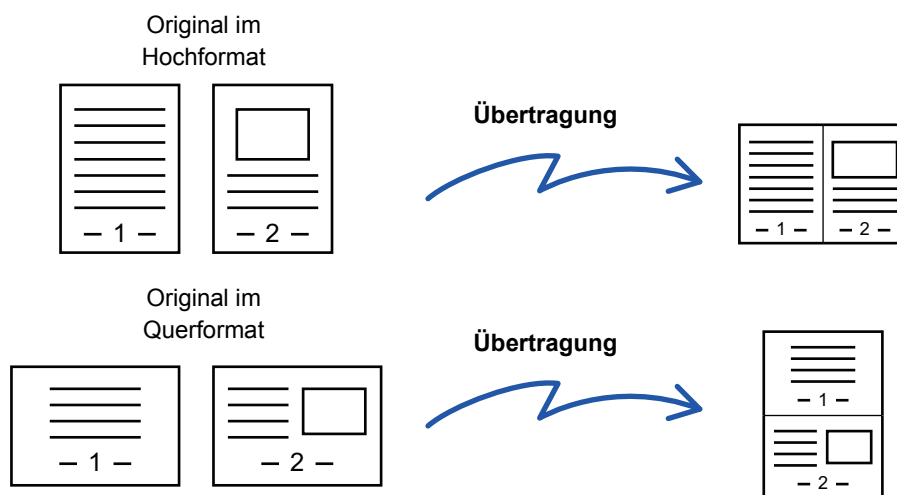 Original im
Hochformat
Übertragung
– 1 –
– 2 –
– 1 –
– 2 –
Original im
Querformat
Übertragung
– 1 –
– 2 –
– 1 –
– 2 –